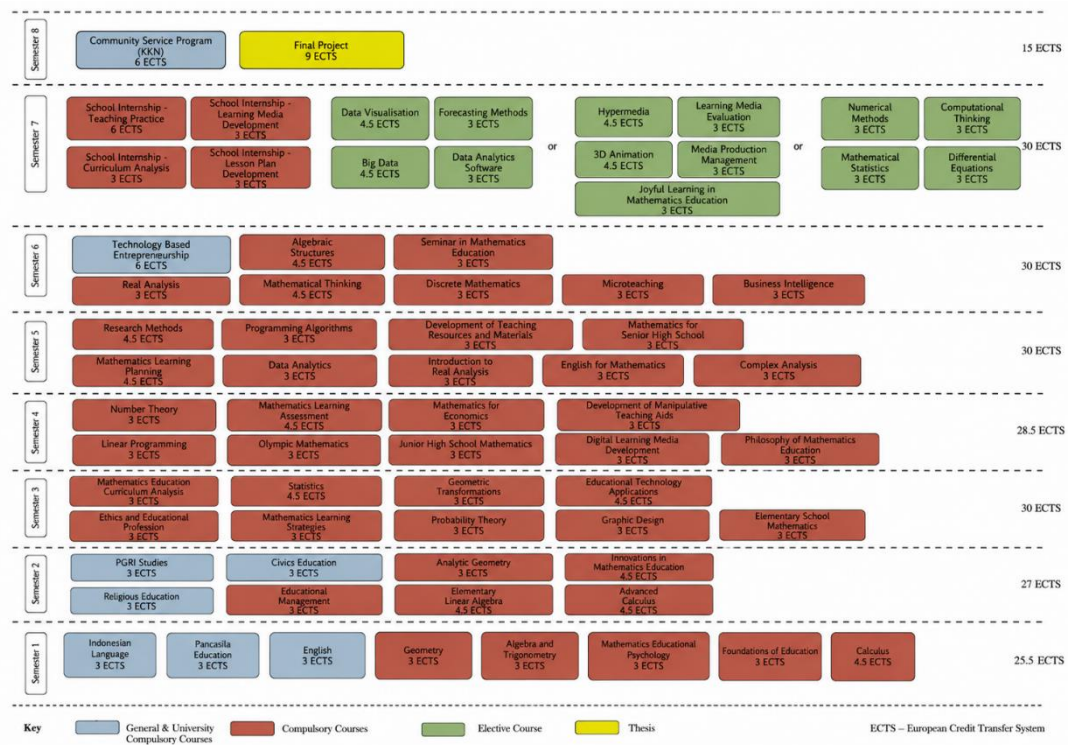 Semester 8
Community Service Program
(KKN)
6 ECTS
Final Project
9 ECTS
15 ECTS
Semester 7
School Internship -
Teaching Practice
6 ECTS
School Internship -
Learning Media
Development
3 ECTS
School Internship -
Curriculum Analysis
3 ECTS
School Internship -
Lesson Plan
Development
3 ECTS
Data Visualisation
4.5 ECTS
Forecasting Methods
3 ECTS
Big Data
4.5 ECTS
Data Analytics
Software
3 ECTS
or
Hypermedia
4.5 ECTS
Learning Media
Evaluation
3 ECTS
3D Animation
4.5 ECTS
Media Production
Management
3 ECTS
Joyful Learning in
Mathematics Education
3 ECTS
or
Numerical
Methods
3 ECTS
Computational
Thinking
3 ECTS
Mathematical
Statistics
3 ECTS
Differential
Equations
3 ECTS
30 ECTS
Semester 6
Technology Based
Entrepreneurship
6 ECTS
Algebraic
Structures
4.5 ECTS
Seminar in Mathematics
Education
3 ECTS
Real Analysis
3 ECTS
Mathematical Thinking
4.5 ECTS
Discrete Mathematics
3 ECTS
Microteaching
3 ECTS
Business Intelligence
3 ECTS
30 ECTS
Semester 5
Research Methods
4.5 ECTS
Programming Algorithms
3 ECTS
Development of Teaching
Resources and Materials
3 ECTS
Mathematics for
Senior High School
3 ECTS
Mathematics Learning
Planning
4.5 ECTS
Data Analytics
3 ECTS
Introduction to
Real Analysis
3 ECTS
English for Mathematics
3 ECTS
Complex Analysis
3 ECTS
30 ECTS
Semester 4
Number Theory
3 ECTS
Mathematics Learning
Assessment
4.5 ECTS
Mathematics for
Economics
3 ECTS
Development of Manipulative
Teaching Aids
3 ECTS
Linear Programming
3 ECTS
Olympic Mathematics
3 ECTS
Junior High School Mathematics
3 ECTS
Digital Learning Media
Development
3 ECTS
Philosophy of Mathematics
Education
3 ECTS
28.5 ECTS
Semester 3
Mathematics Education
Curriculum Analysis
3 ECTS
Statistics
4.5 ECTS
Geometric
Transformations
3 ECTS
Educational Technology
Applications
4.5 ECTS
Ethics and Educational
Profession
3 ECTS
Mathematics Learning
Strategies
3 ECTS
Probability Theory
3 ECTS
Graphic Design
3 ECTS
Elementary School
Mathematics
3 ECTS
30 ECTS
Semester 2
PGRI Studies
3 ECTS
Civics Education
3 ECTS
Analytic Geometry
3 ECTS
Innovations in
Mathematics Education
4.5 ECTS
Religious Education
3 ECTS
Educational
Management
3 ECTS
Elementary
Linear Algebra
4.5 ECTS
Advanced
Calculus
4.5 ECTS
27 ECTS
Semester 1
Indonesian
Language
3 ECTS
Pancasila
Education
3 ECTS
English
3 ECTS
Geometry
3 ECTS
Algebra and
Trigonometry
3 ECTS
Mathematics Educational
Psychology
3 ECTS
Foundations of Education
3 ECTS
Calculus
4.5 ECTS
25.5 ECTS
Key
General & University
Compulsory Courses
Compulsory Courses
Elective Course
Thesis
ECTS – European Credit Transfer System